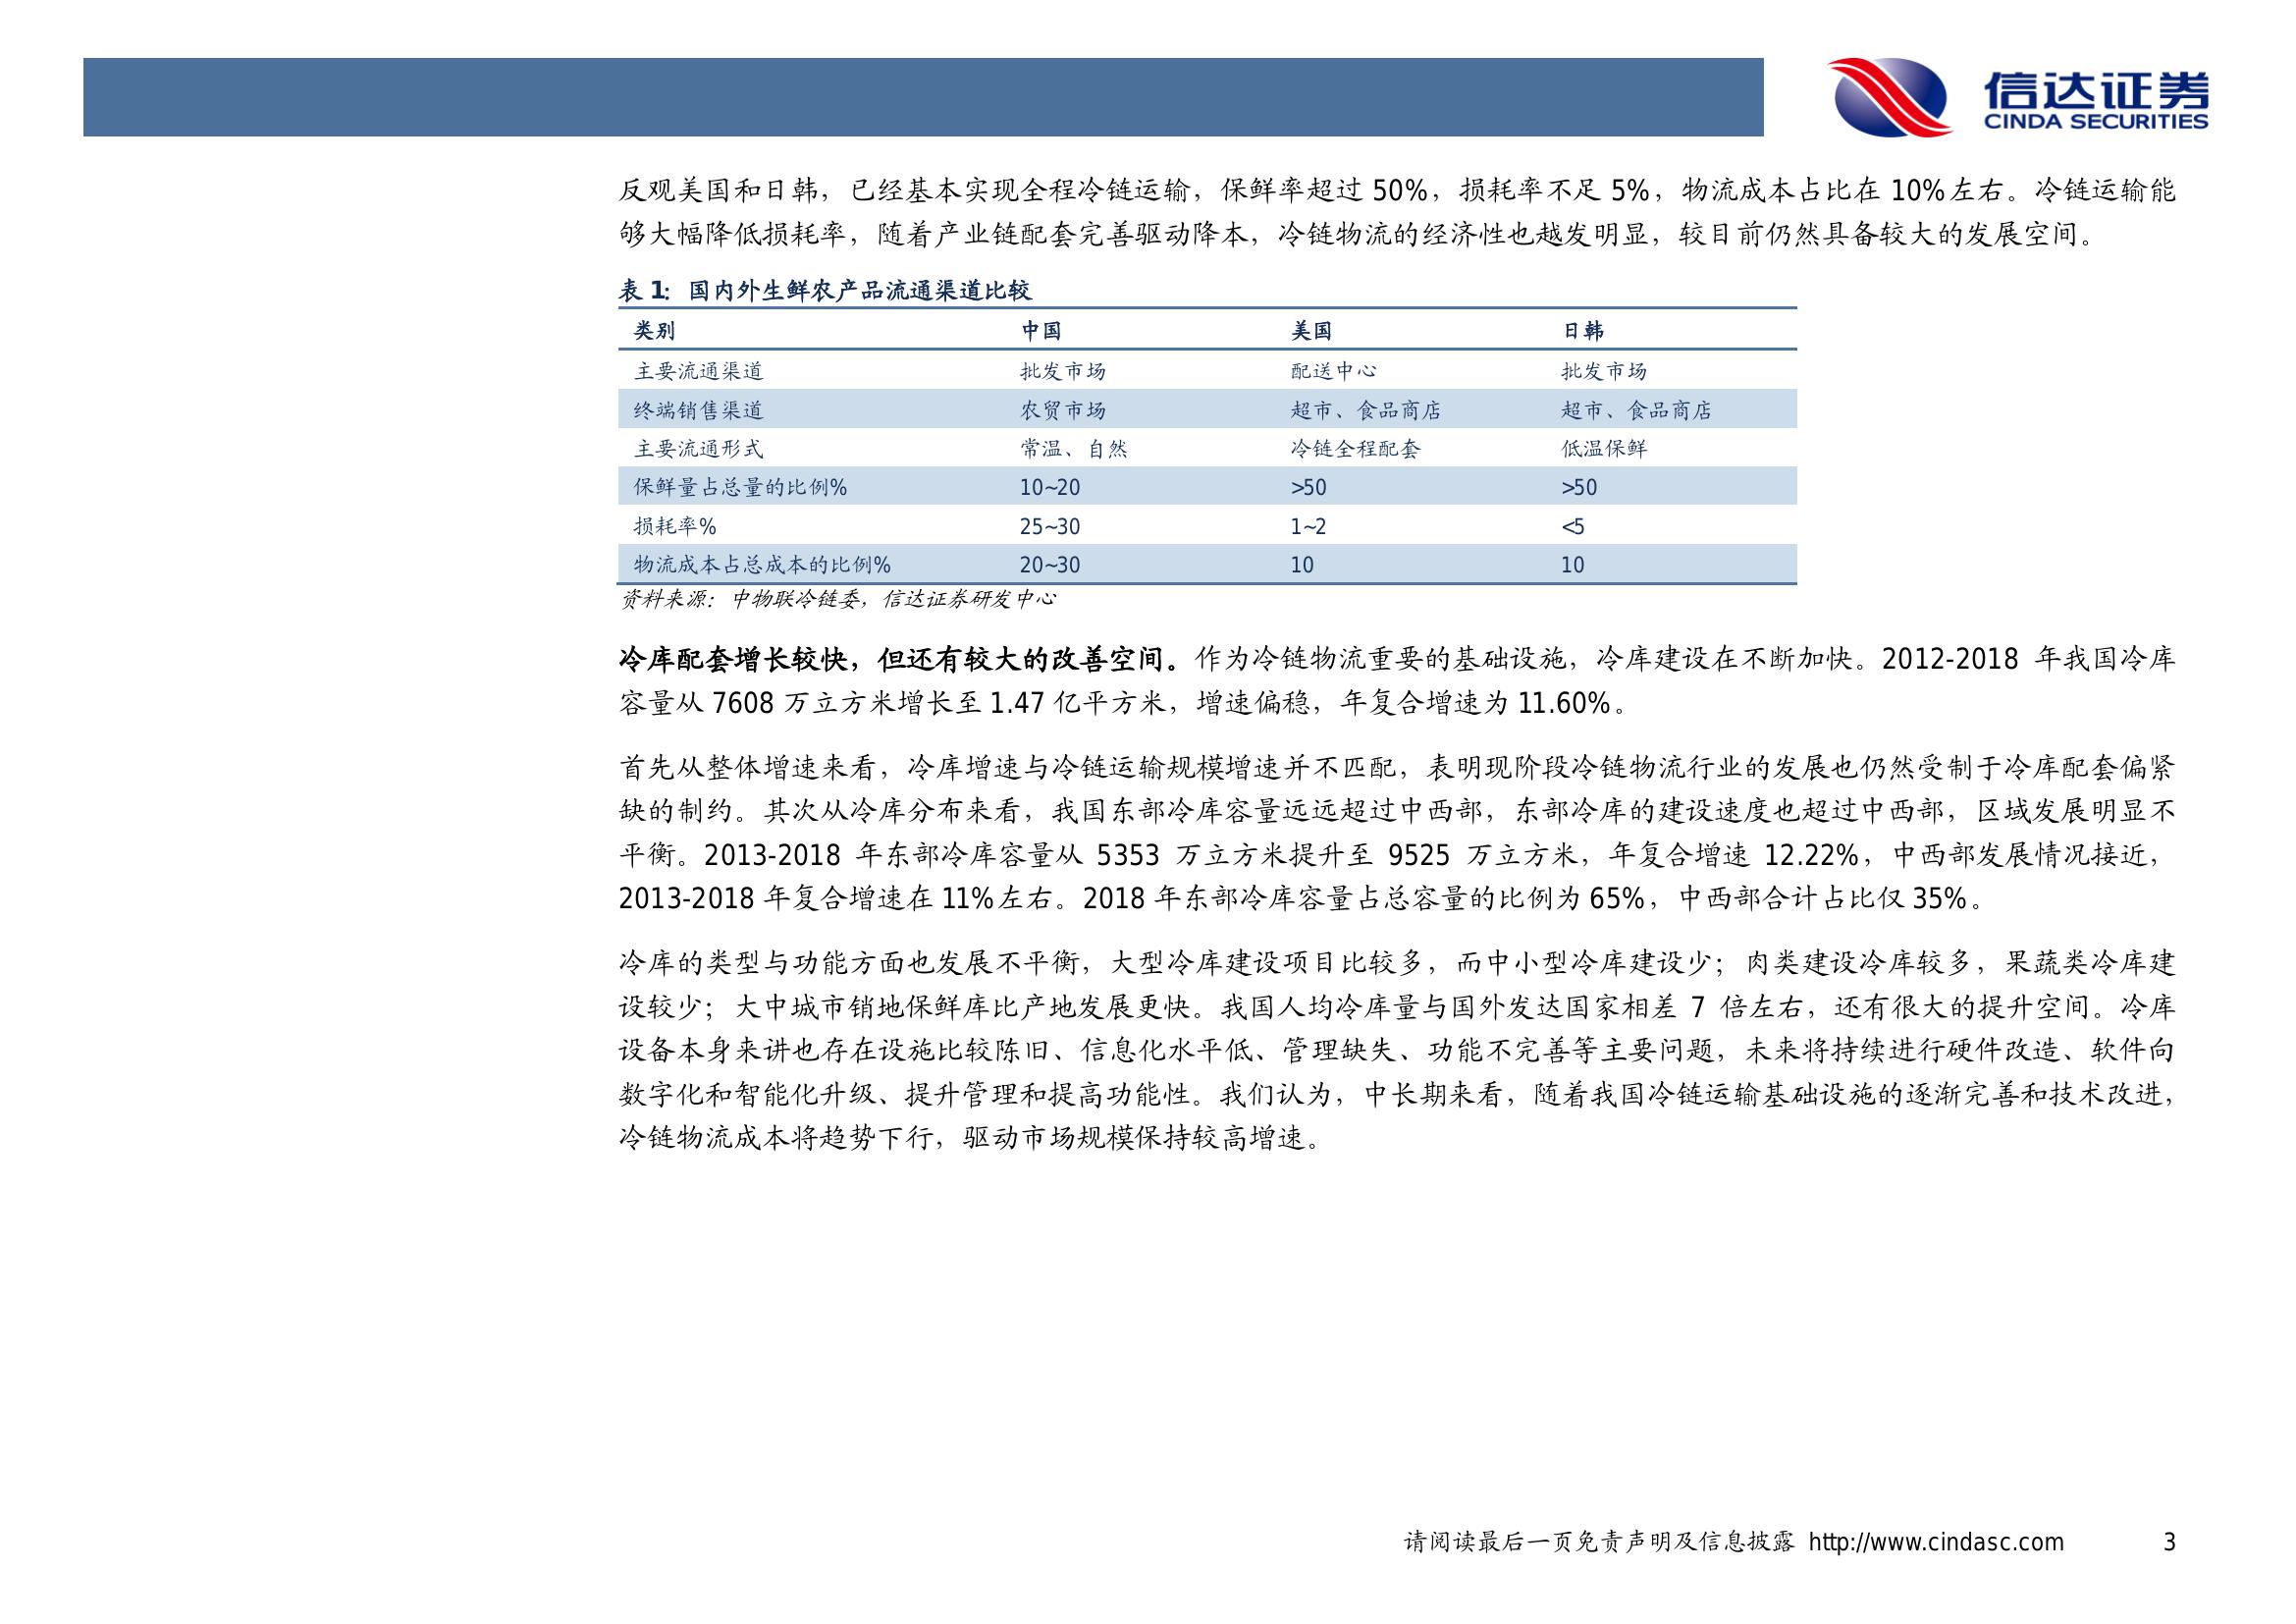 信达证券
CINDA SECURITIES
反观美国和日韩，已经基本实现全程冷链运输，保鲜率超过 50%，损耗率不足 5%，物流成本占比在 10%左右。冷链运输能
够大幅降低损耗率，随着产业链配套完善驱动降本，冷链物流的经济性也越发明显，较目前仍然具备较大的发展空间。
表 1：国内外生鲜农产品流通渠道比较
类别 中国 美国 日韩
主要流通渠道 批发市场 配送中心 批发市场
终端销售渠道 农贸市场 超市、食品商店 超市、食品商店
主要流通形式 常温、自然 冷链全程配套 低温保鲜
保鲜量占总量的比例% 10~20 >50 >50
损耗率% 25~30 1~2 <5
物流成本占总成本的比例% 20~30 10 10
资料来源：中物联冷链委，信达证券研发中心
冷库配套增长较快，但还有较大的改善空间。作为冷链物流重要的基础设施，冷库建设在不断加快。2012-2018 年我国冷库
容量从 7608 万立方米增长至 1.47 亿平方米，增速偏稳，年复合增速为 11.60%。
首先从整体增速来看，冷库增速与冷链运输规模增速并不匹配，表明现阶段冷链物流行业的发展也仍然受制于冷库配套偏紧
缺的制约。其次从冷库分布来看，我国东部冷库容量远远超过中西部，东部冷库的建设速度也超过中西部，区域发展明显不
平衡。2013-2018 年东部冷库容量从 5353 万立方米提升至 9525 万立方米，年复合增速 12.22%，中西部发展情况接近，
2013-2018 年复合增速在 11%左右。2018 年东部冷库容量占总容量的比例为 65%，中西部合计占比仅 35%。
冷库的类型与功能方面也发展不平衡，大型冷库建设项目比较多，而中小型冷库建设少；肉类建设冷库较多，果蔬类冷库建
设较少；大中城市销地保鲜库比产地发展更快。我国人均冷库量与国外发达国家相差 7 倍左右，还有很大的提升空间。冷库
设备本身来讲也存在设施比较陈旧、信息化水平低、管理缺失、功能不完善等主要问题，未来将持续进行硬件改造、软件向
数字化和智能化升级、提升管理和提高功能性。我们认为，中长期来看，随着我国冷链运输基础设施的逐渐完善和技术改进，
冷链物流成本将趋势下行，驱动市场规模保持较高增速。
请阅读最后一页免责声明及信息披露 http://www.cindasc.com 3